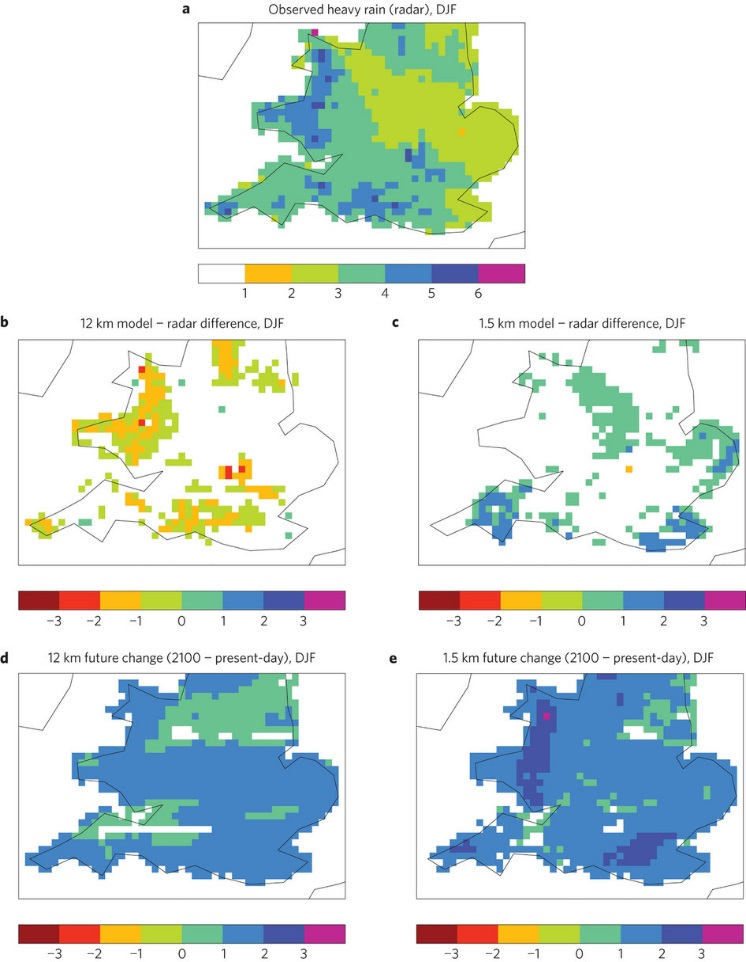 a Observed heavy rain (radar), DJF
1 2 3 4 5 6
b 12 km model − radar difference, DJF
c 1.5 km model − radar difference, DJF
−3 −2 −1 0 1 2 3
−3 −2 −1 0 1 2 3
d 12 km future change (2100 − present-day), DJF
e 1.5 km future change (2100 − present-day), DJF
−3 −2 −1 0 1 2 3
−3 −2 −1 0 1 2 3